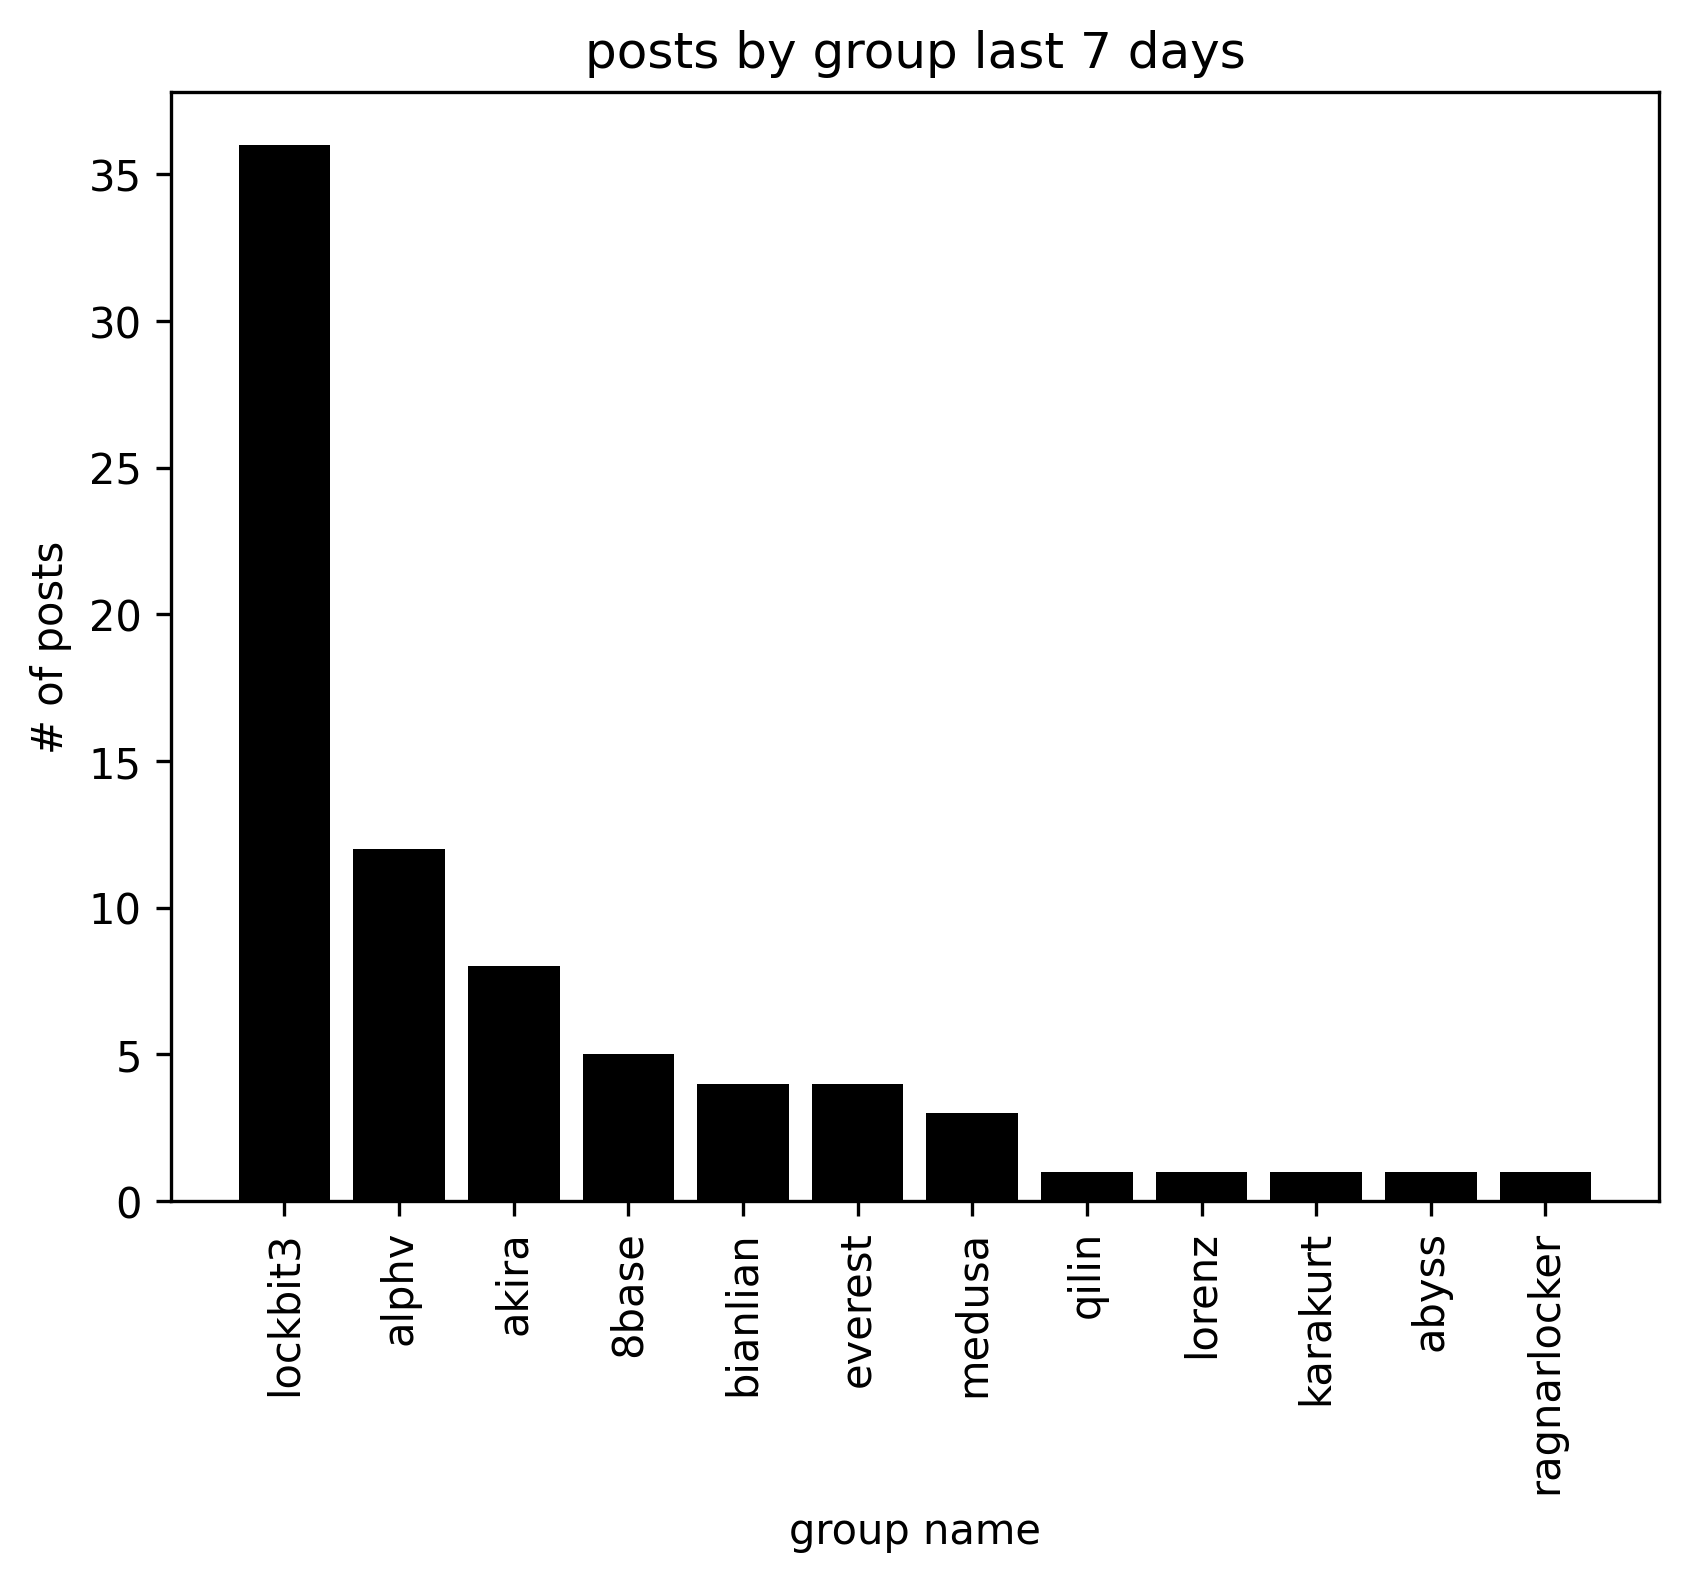 posts by group last 7 days
# of posts
35
30
25
20
15
10
5
0
lockbit3
alphv
akira
8base
bianlian
everest
medusa
qilin
lorenz
karakurt
abyss
ragnarlocker
group name